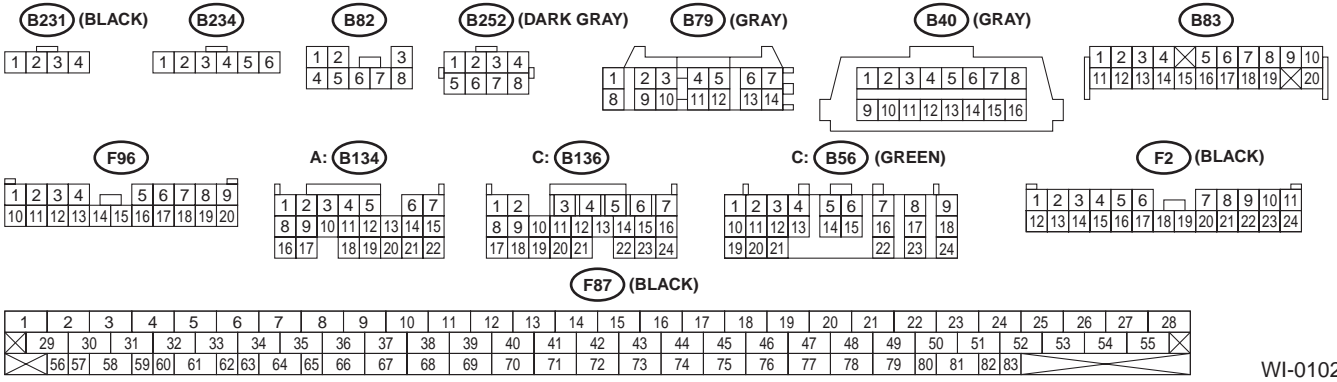 B231 (BLACK) B234 B82 B252 (DARK GRAY) B79 (GRAY) B40 (GRAY) B83
1 2 3 4
1 2 3 4 5 6
1 2 3
4 5 6 7 8
1 2 3 4
5 6 7 8
1 2 3 4 5 6 7
8 9 10 11 12 13 14
1 2 3 4 5 6 7 8
9 10 11 12 13 14 15 16
1 2 3 4 5 6 7 8 9 10
11 12 13 14 15 16 17 18 19 20
F96 A: B134 C: B136 C: B56 (GREEN) F2 (BLACK)
1 2 3 4 5 6 7 8 9
10 11 12 13 14 15 16 17 18 19 20
1 2 3 4 5 6 7
8 9 10 11 12 13 14 15
16 17 18 19 20 21 22
1 2 3 4 5 6 7
8 9 10 11 12 13 14 15 16
17 18 19 20 21 22 23 24
1 2 3 4 5 6 7 8 9
10 11 12 13 14 15 16 17 18
19 20 21 22 23 24
1 2 3 4 5 6 7 8 9 10 11
12 13 14 15 16 17 18 19 20 21 22 23 24
F87 (BLACK)
1 2 3 4 5 6 7 8 9 10 11 12 13 14 15 16 17 18 19 20 21 22 23 24 25 26 27 28
29 30 31 32 33 34 35 36 37 38 39 40 41 42 43 44 45 46 47 48 49 50 51 52 53 54 55
56 57 58 59 60 61 62 63 64 65 66 67 68 69 70 71 72 73 74 75 76 77 78 79 80 81 82 83
WI-0102